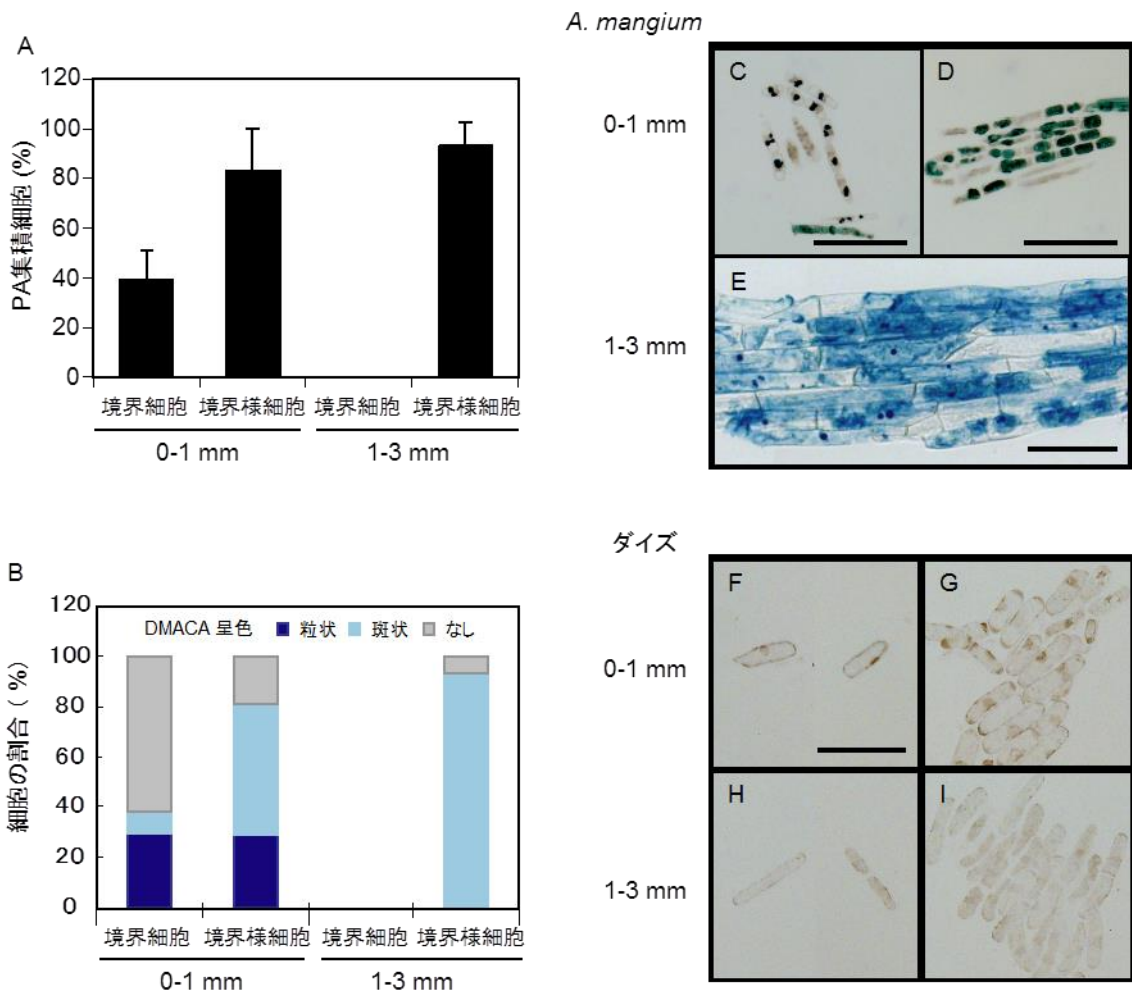 A
120
100
80
60
40
20
0
PA集積細胞 (%)
境界細胞 境界様細胞 境界細胞 境界様細胞
0-1 mm 1-3 mm
B
120
100
80
60
40
20
0
細胞の割合 ( %)
DMACA 呈色 粒状 斑状 なし
境界細胞 境界様細胞 境界細胞 境界様細胞
0-1 mm 1-3 mm
A. mangium
0-1 mm
C
D
1-3 mm
E
ダイズ
0-1 mm
F
G
1-3 mm
H
I